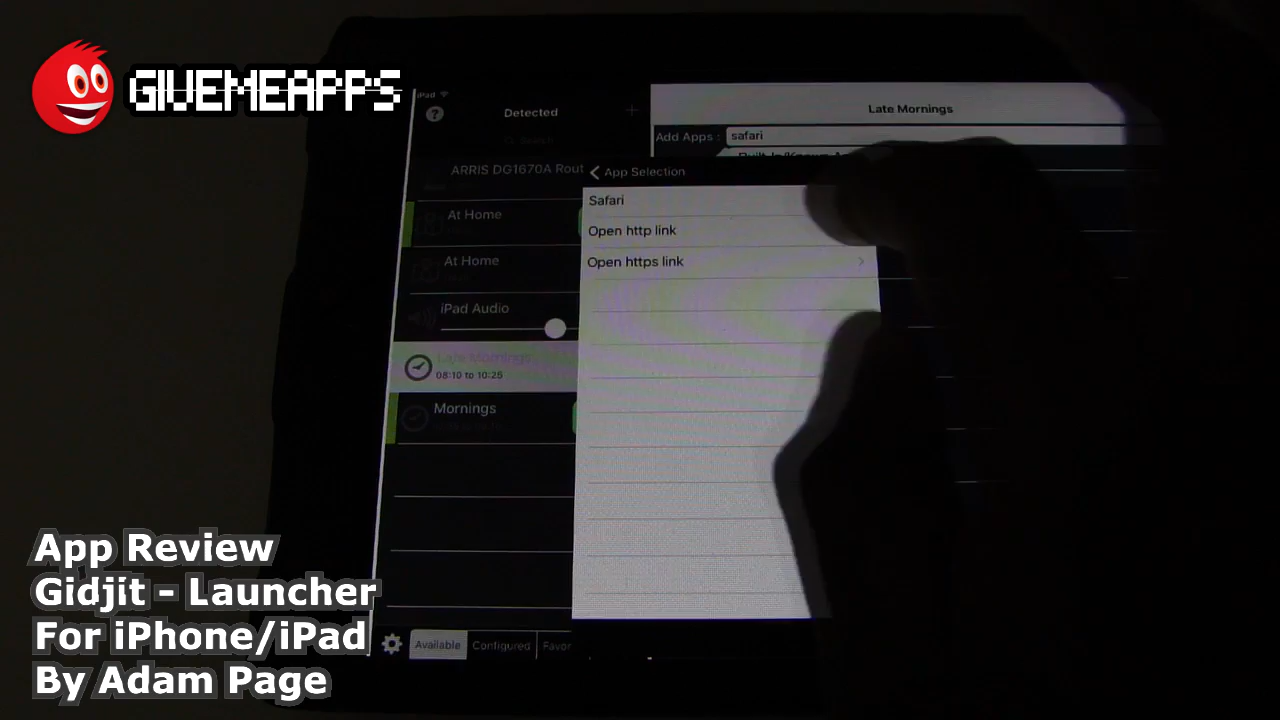 GIVEMEAPPS
iPad
Detected
Late Mornings
Add Apps : safari
ARRIS DG1670A Rout
App Selection
Safari
At Home
Open http link
At Home
Open https link
iPad Audio
Late Mornings
08:10 to 10:25
Mornings
App Review
Gidjit - Launcher
For iPhone/iPad
By Adam Page
Available
Configured
Favor